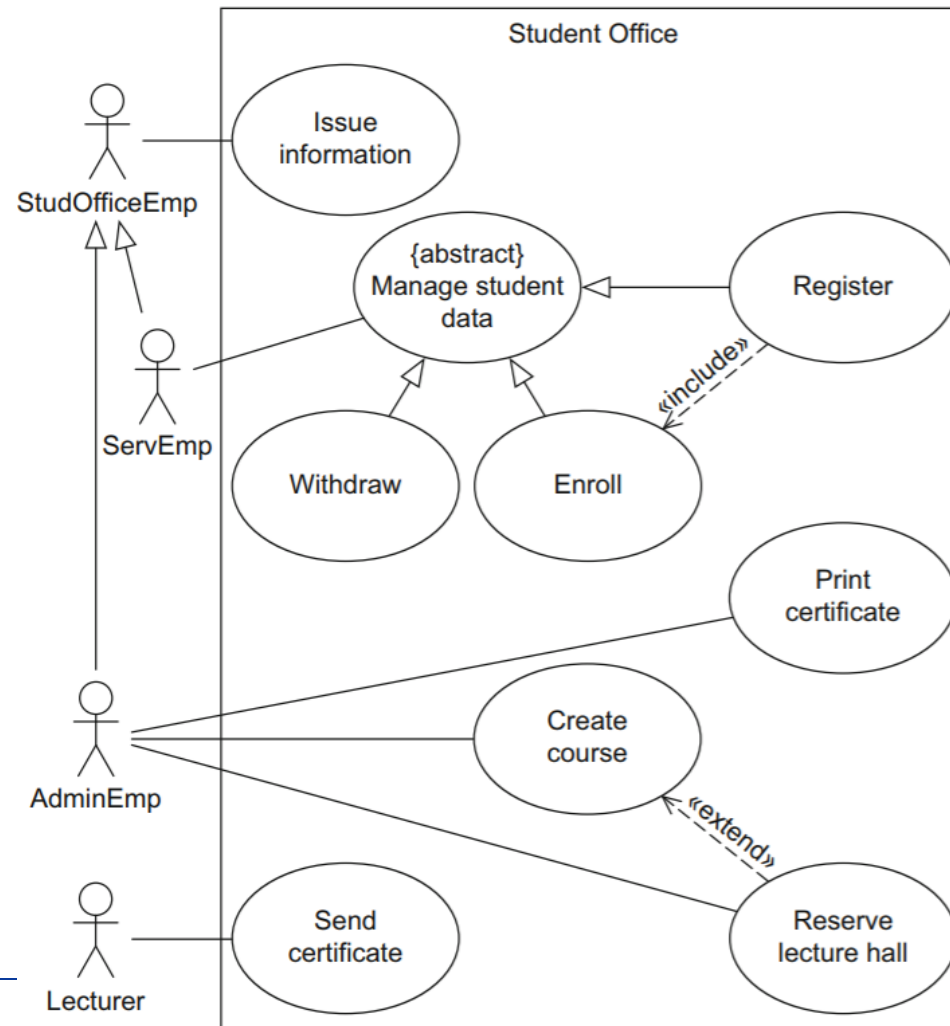 Student Office
Issue
information
StudOfficeEmp
{abstract}
Manage student
data
Register
«include»
ServEmp
Withdraw
Enroll
Print
certificate
Create
course
AdminEmp
«extend»
Send
certificate
Reserve
lecture hall
Lecturer